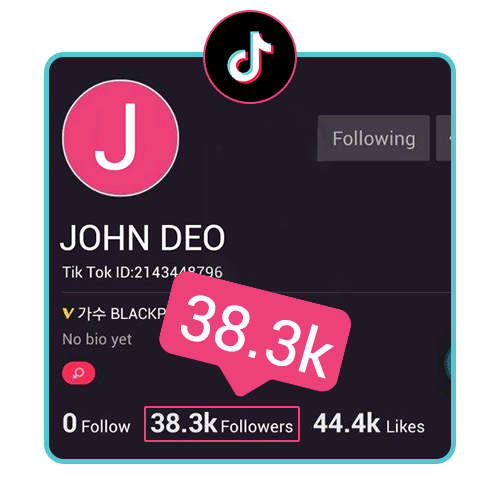 J
Following
JOHN DEO
Tik Tok ID:2143448796
가수
38.3k
No bio yet
0 Follow 38.3k Followers 44.4k Likes